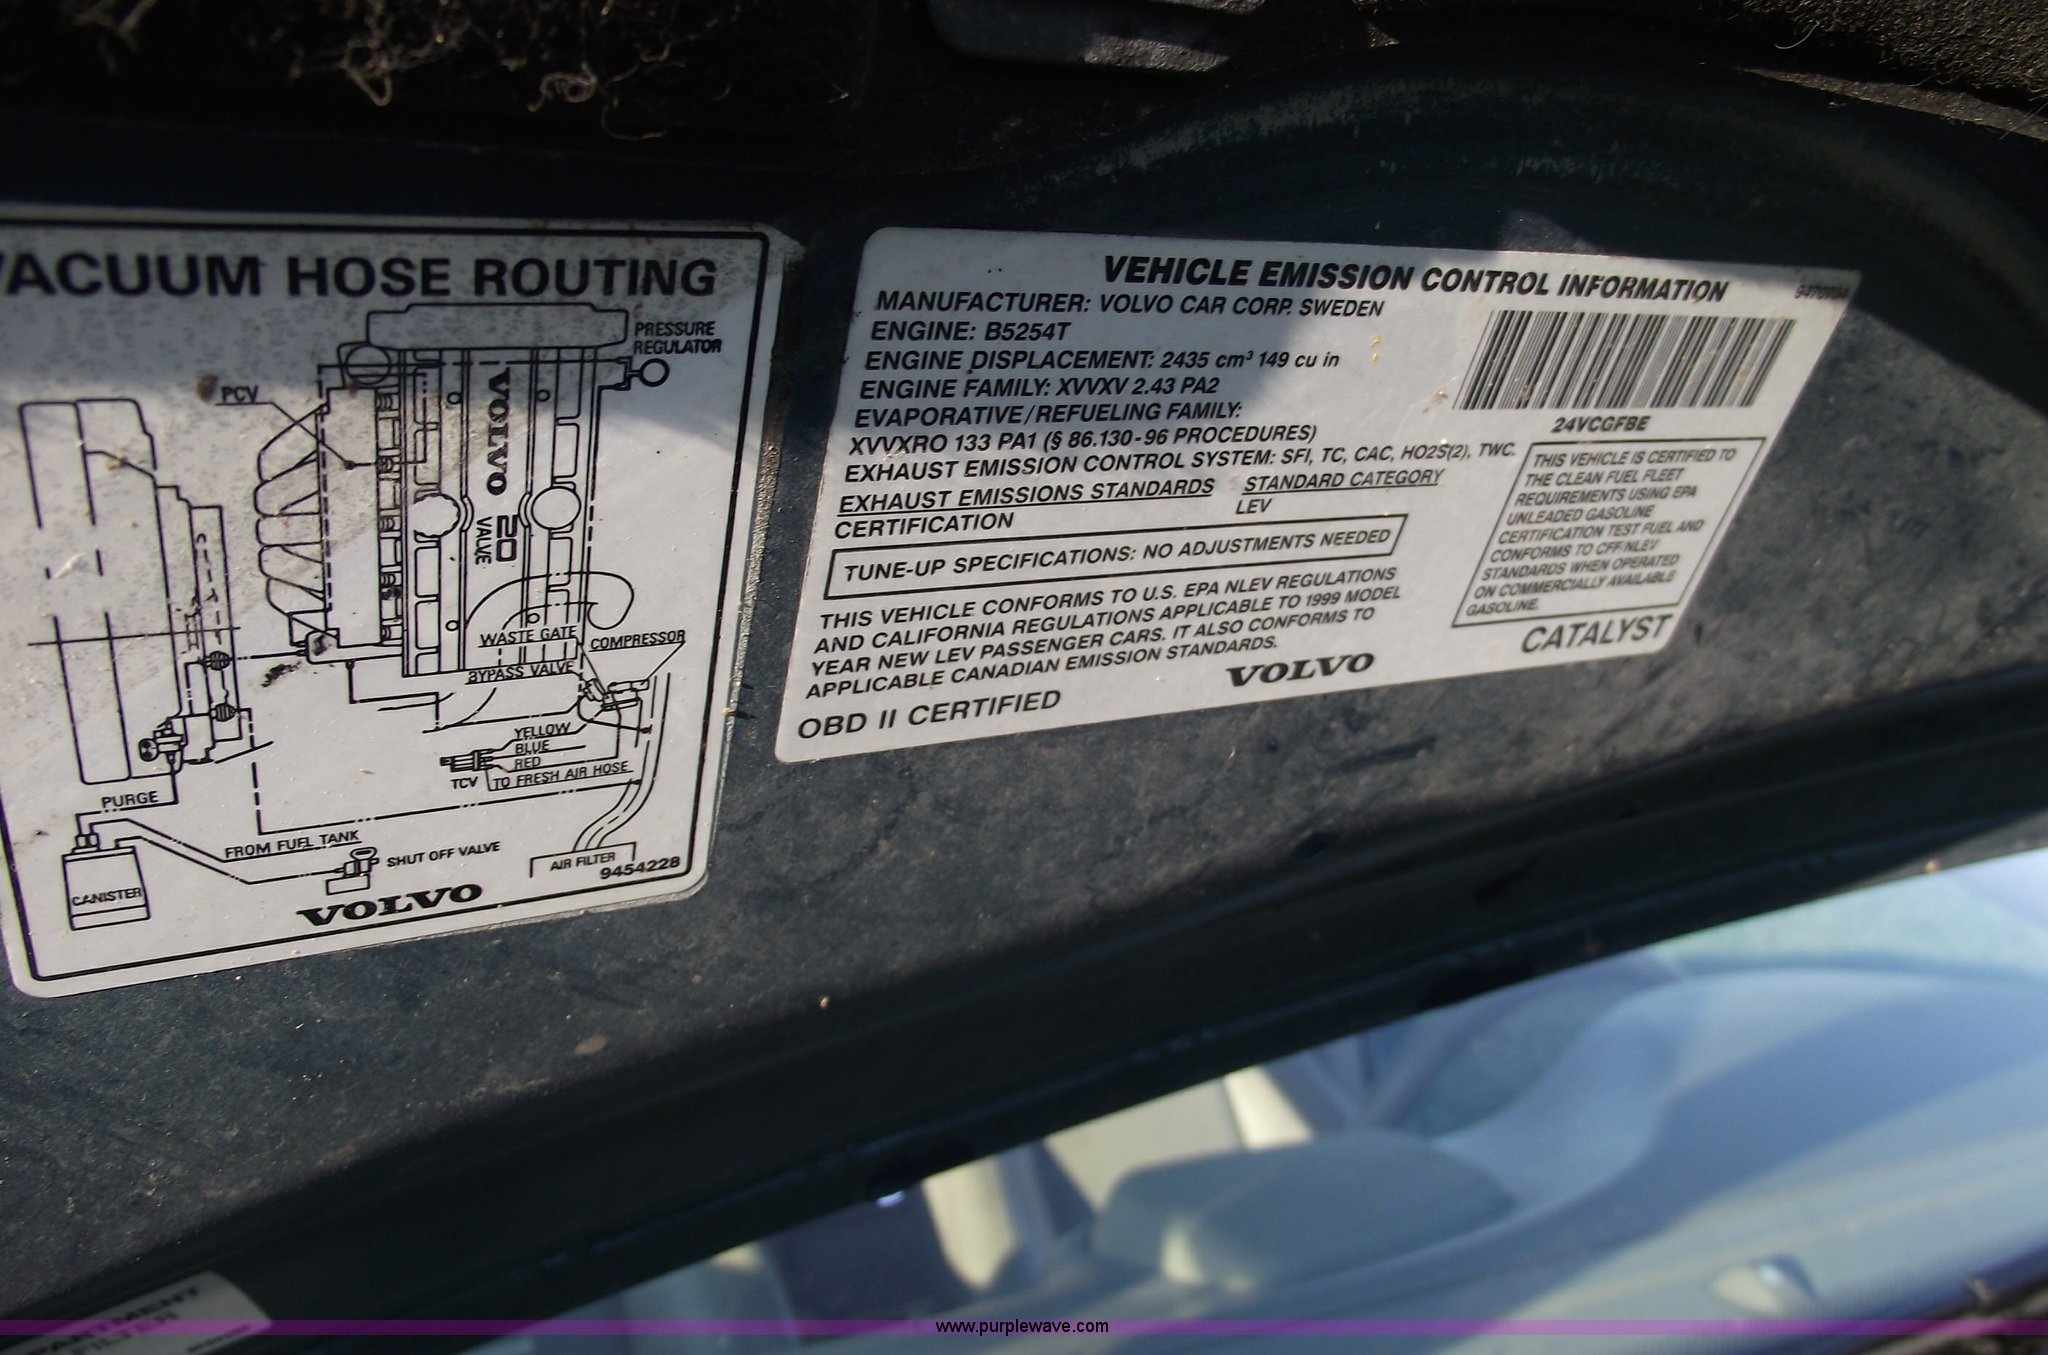 VACUUM HOSE ROUTING
PRESSURE
REGULATOR
PCV
VOLVO
20
VALVE
WASTE GATE
COMPRESSOR
BYPASS VALVE
YELLOW
BLUE
RED
TCV
TO FRESH AIR HOSE
PURGE
FROM FUEL TANK
SHUT OFF VALVE
AIR FILTER
9454228
CANISTER
VOLVO
VEHICLE EMISSION CONTROL INFORMATION
MANUFACTURER: VOLVO CAR CORP. SWEDEN
ENGINE: B5254T
ENGINE DISPLACEMENT: 2435 cm³ 149 cu in
ENGINE FAMILY: XVVXV 2.43 PA2
EVAPORATIVE/REFUELING FAMILY:
XVVXRO 133 PA1 (§ 86.130-96 PROCEDURES)
EXHAUST EMISSION CONTROL SYSTEM: SFI, TC, CAC, HO2S(2), TWC.
EXHAUST EMISSIONS STANDARDS STANDARD CATEGORY
CERTIFICATION LEV
TUNE-UP SPECIFICATIONS: NO ADJUSTMENTS NEEDED
THIS VEHICLE CONFORMS TO U.S. EPA NLEV REGULATIONS
AND CALIFORNIA REGULATIONS APPLICABLE TO 1999 MODEL
YEAR NEW LEV PASSENGER CARS. IT ALSO CONFORMS TO
APPLICABLE CANADIAN EMISSION STANDARDS.
OBD II CERTIFIED
VOLVO
24VCGFBE
THIS VEHICLE IS CERTIFIED TO
THE CLEAN FUEL FLEET
REQUIREMENTS USING EPA
UNLEADED GASOLINE
CERTIFICATION TEST FUEL AND
CONFORMS TO CFF/NLEV
STANDARDS WHEN OPERATED
ON COMMERCIALLY AVAILABLE
GASOLINE.
CATALYST
FILTER
www.purplewave.com